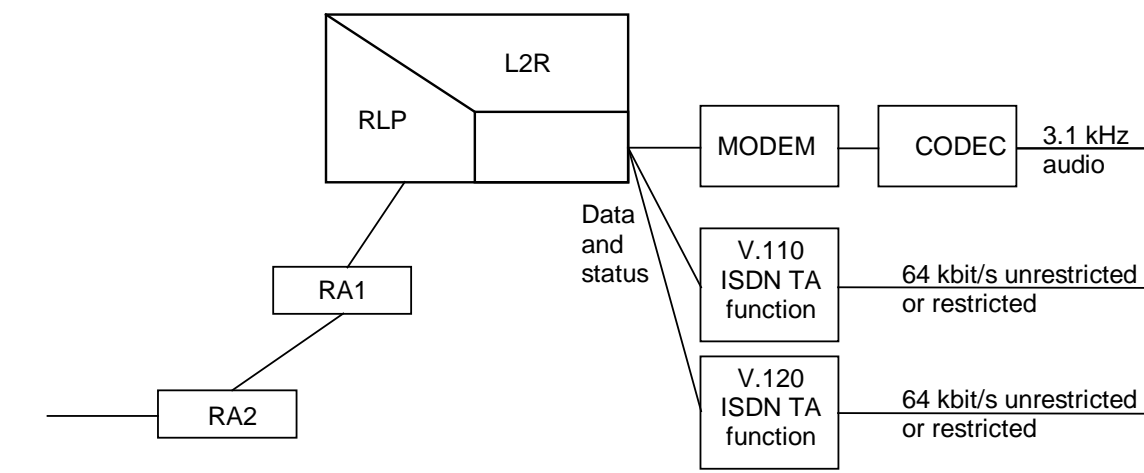 L2R
RLP
MODEM
CODEC
3.1 kHz
audio
Data
and
status
V.110
ISDN TA
function
64 kbit/s unrestricted
or restricted
RA1
V.120
ISDN TA
function
64 kbit/s unrestricted
or restricted
RA2